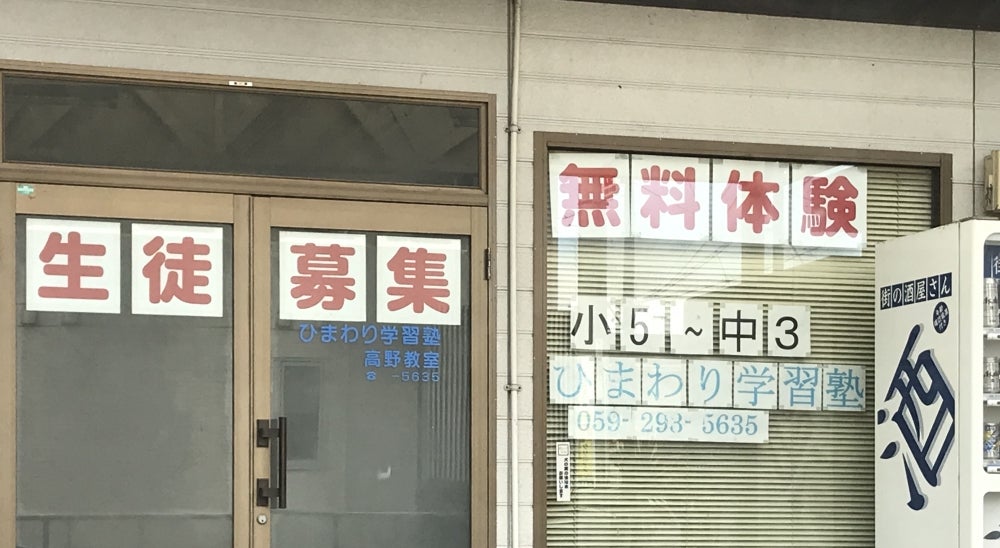 生徒募集
ひまわり学習塾
高野教室
☎ -5635
無料体験
小5~中3
ひまわり学習塾
059-293-5635
街の酒屋さん
酒